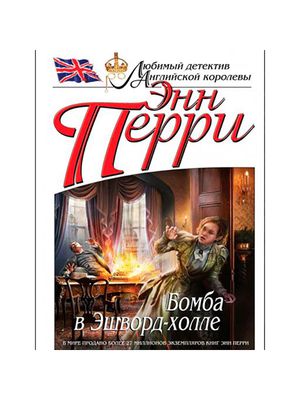 Любимый детектив
Английской королевы
Энн
Перри
Бомба
в Эшворд-холле
В МИРЕ ПРОДАНО БОЛЕЕ 27 МИЛЛИОНОВ ЭКЗЕМПЛЯРОВ КНИГ ЭНН ПЕРРИ